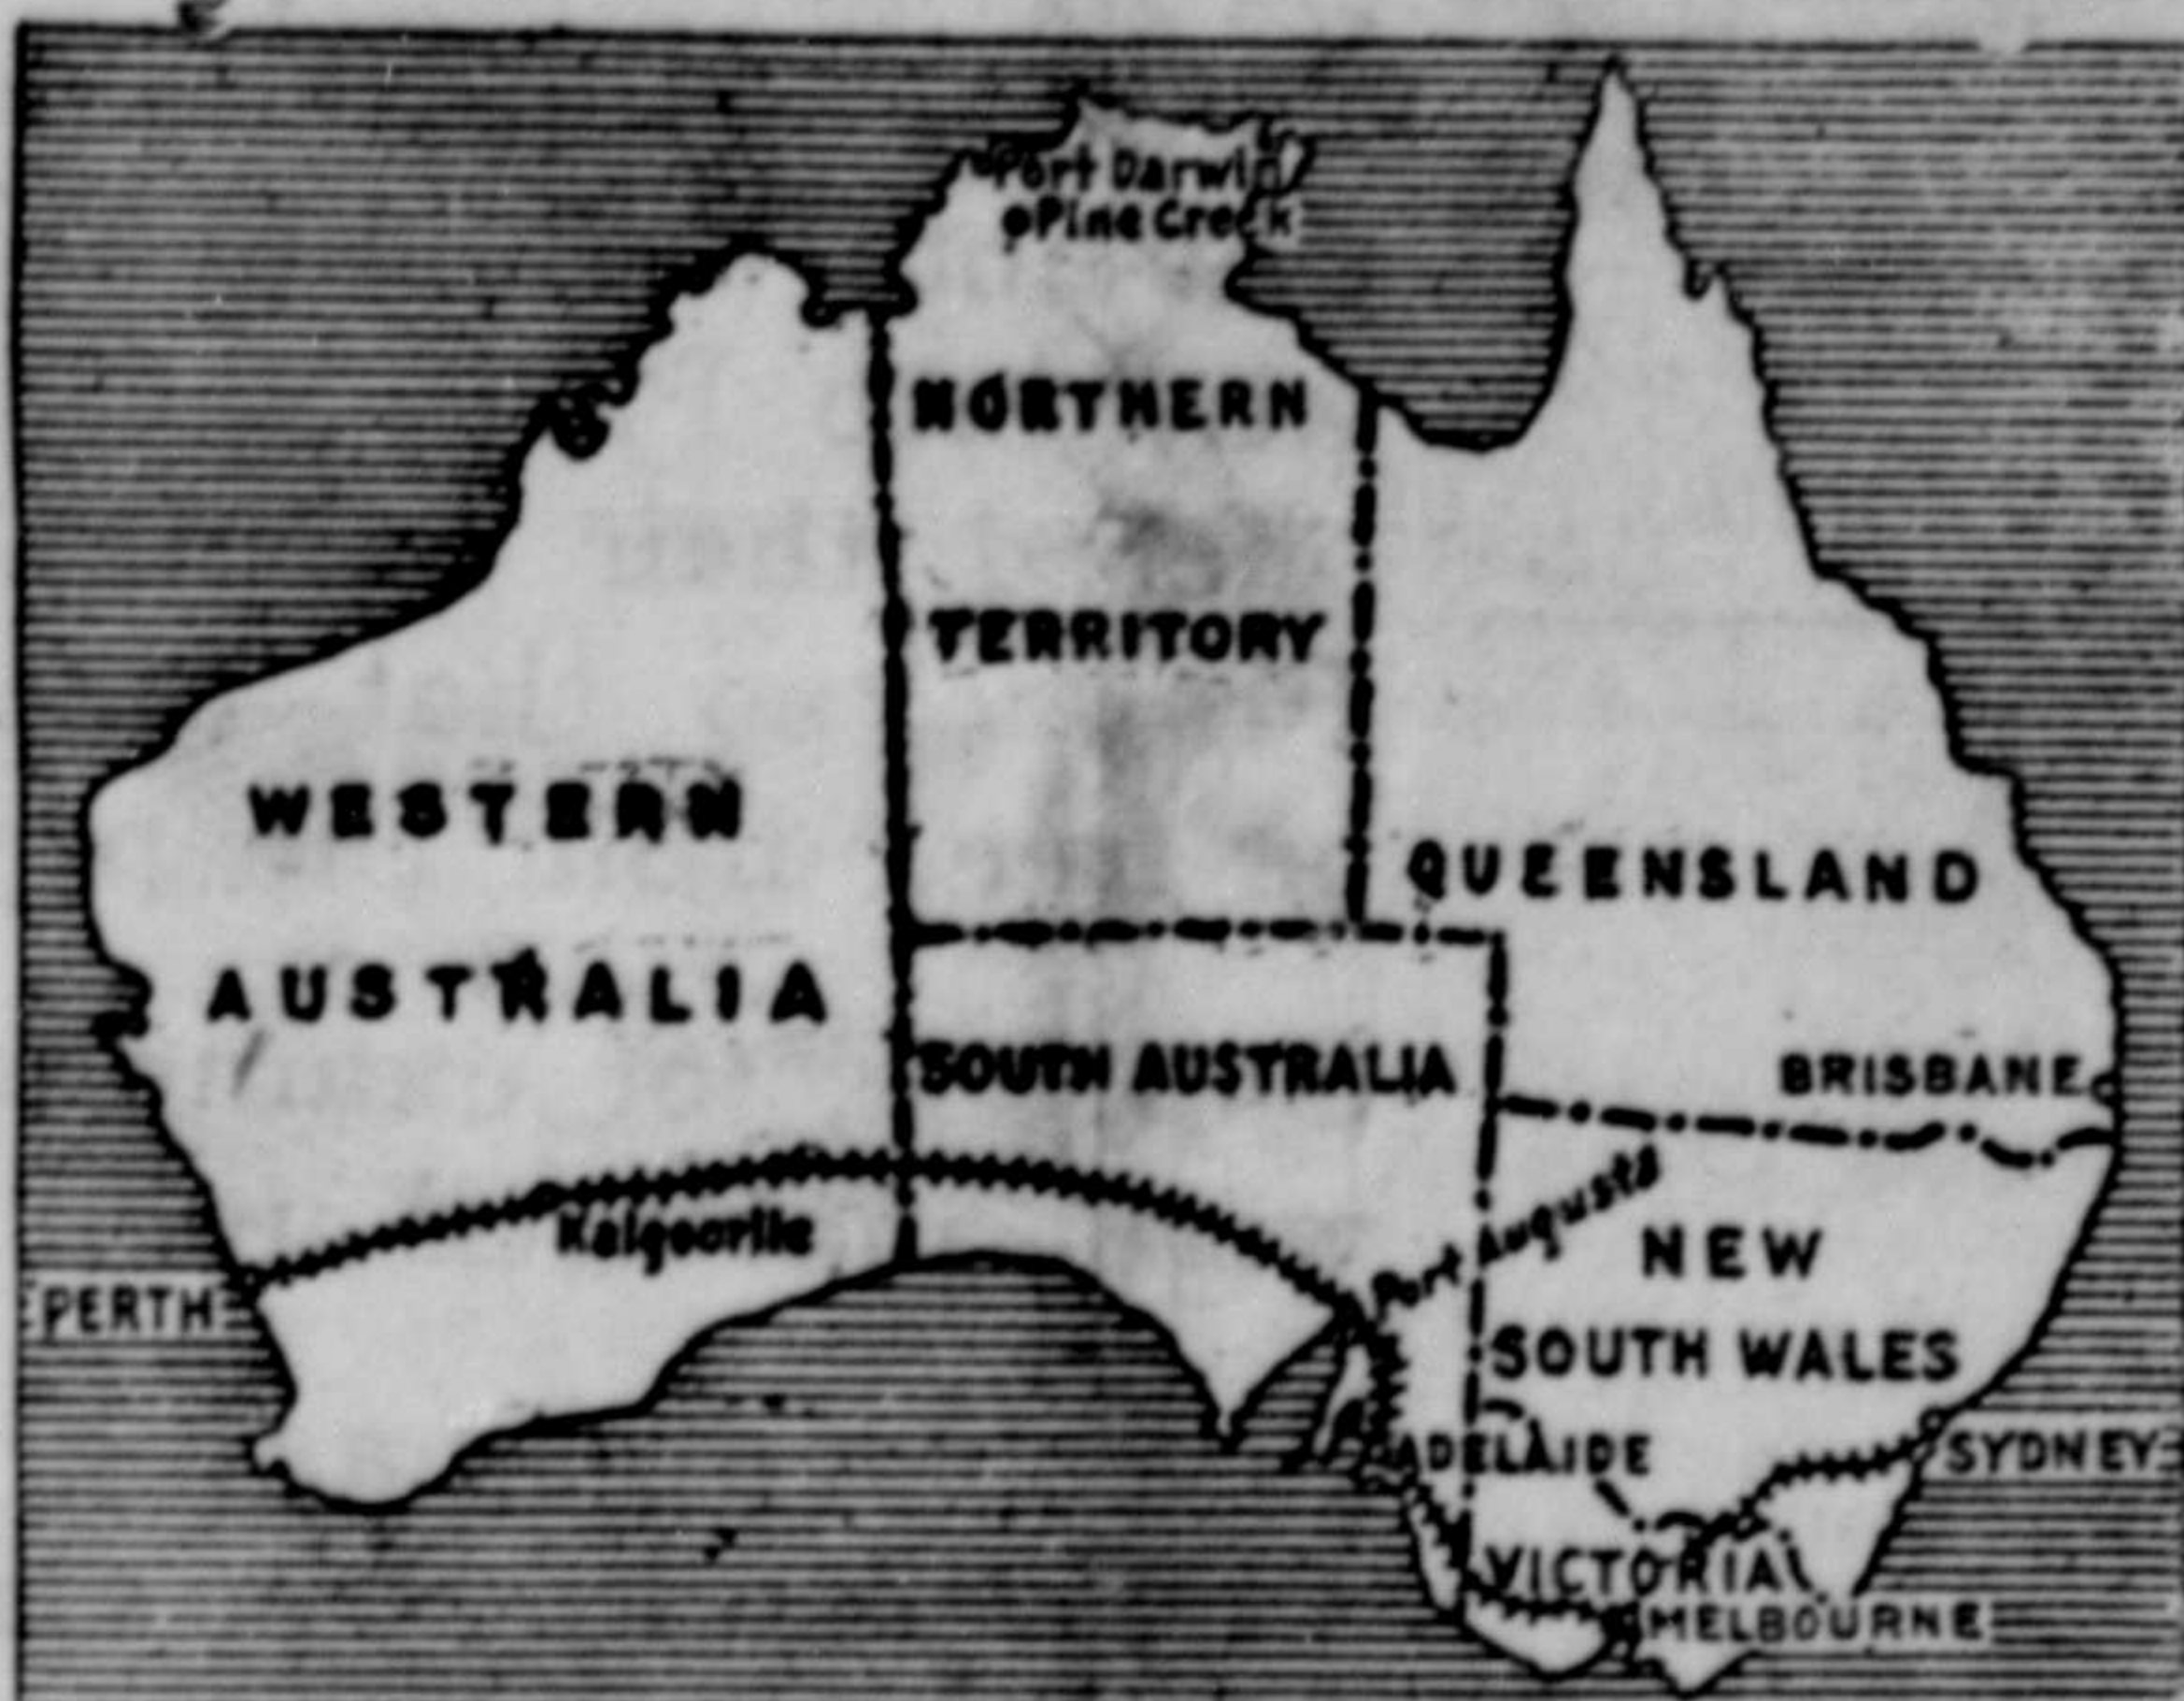 Port Darwin
Pine Creek
NORTHERN
TERRITORY
WESTERN
AUSTRALIA
QUEENSLAND
SOUTH AUSTRALIA
BRISBANE
Kalgoorlie
Port Augusta
NEW
SOUTH WALES
PERTH
ADELAIDE
SYDNEY
VICTORIA
MELBOURNE